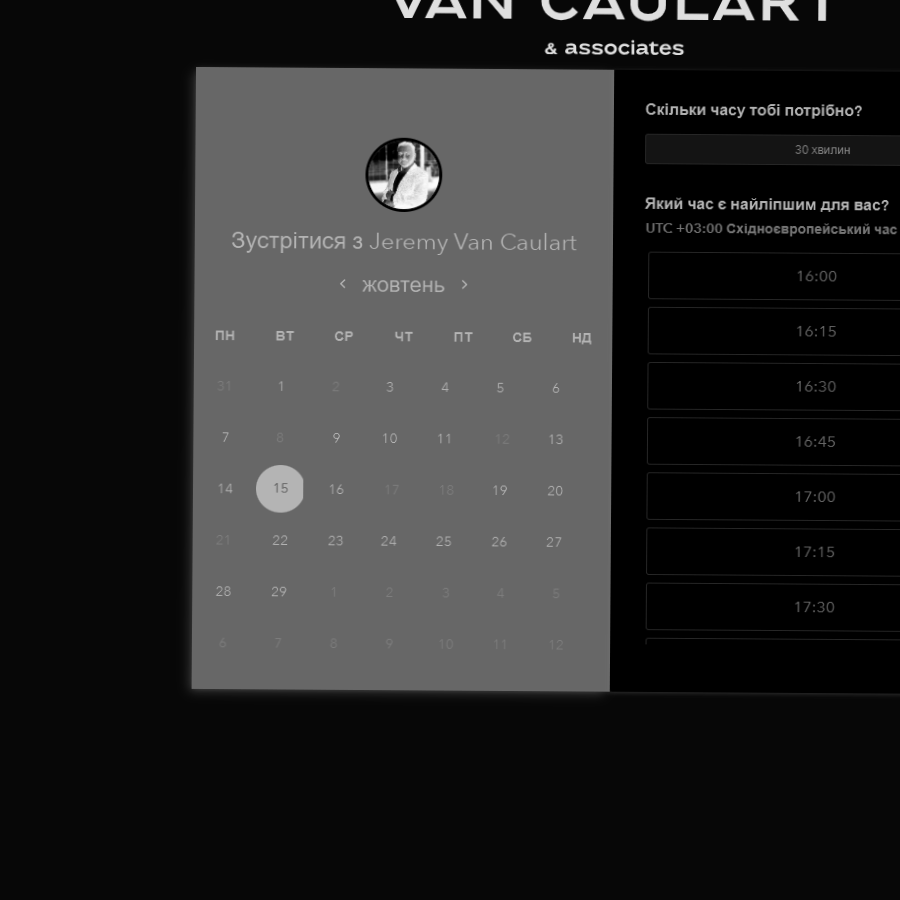 VAN CAULART
& associates
Зустрітися з Jeremy Van Caulart
жовтень
ПН ВТ СР ЧТ ПТ СБ НД
31 1 2 3 4 5 6
7 8 9 10 11 12 13
14 15 16 17 18 19 20
21 22 23 24 25 26 27
28 29 1 2 3 4 5
6 7 8 9 10 11 12
Скільки часу тобі потрібно?
30 хвилин
Який час є найліпшим для вас?
UTC +03:00 Східноєвропейський час
16:00
16:15
16:30
16:45
17:00
17:15
17:30